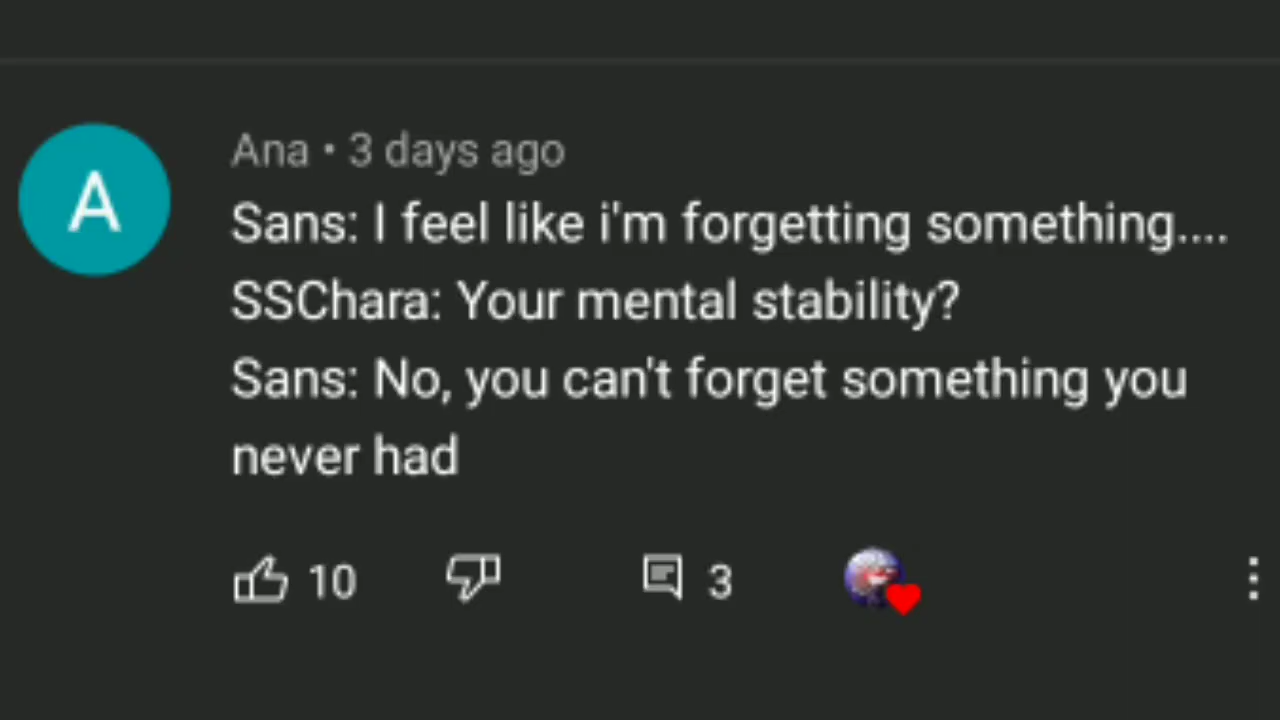 Ana • 3 days ago
Sans: I feel like i'm forgetting something....
SSChara: Your mental stability?
Sans: No, you can't forget something you
never had
10 3